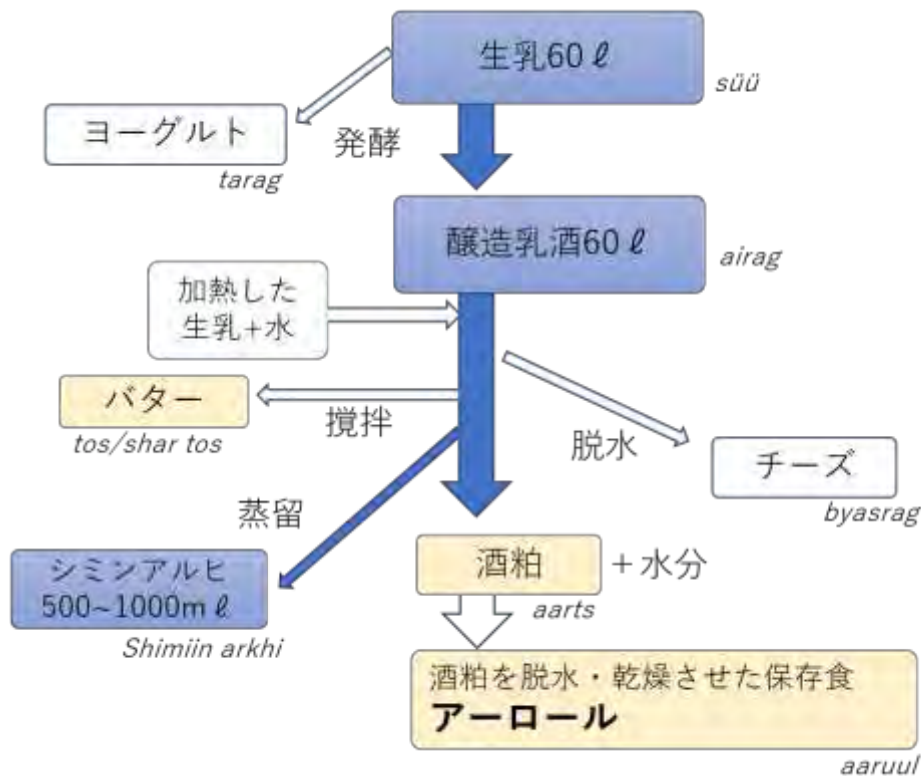 生乳60ℓ
süü
ヨーグルト
tarag
発酵
醸造乳酒60ℓ
airag
加熱した
生乳+水
バター
tos/shar tos
攪拌
脱水
チーズ
byasrag
蒸留
シミンアルヒ
500~1000mℓ
Shimiin arkhi
酒粕
+水分
aarts
酒粕を脱水・乾燥させた保存食
アーロール
aaruul